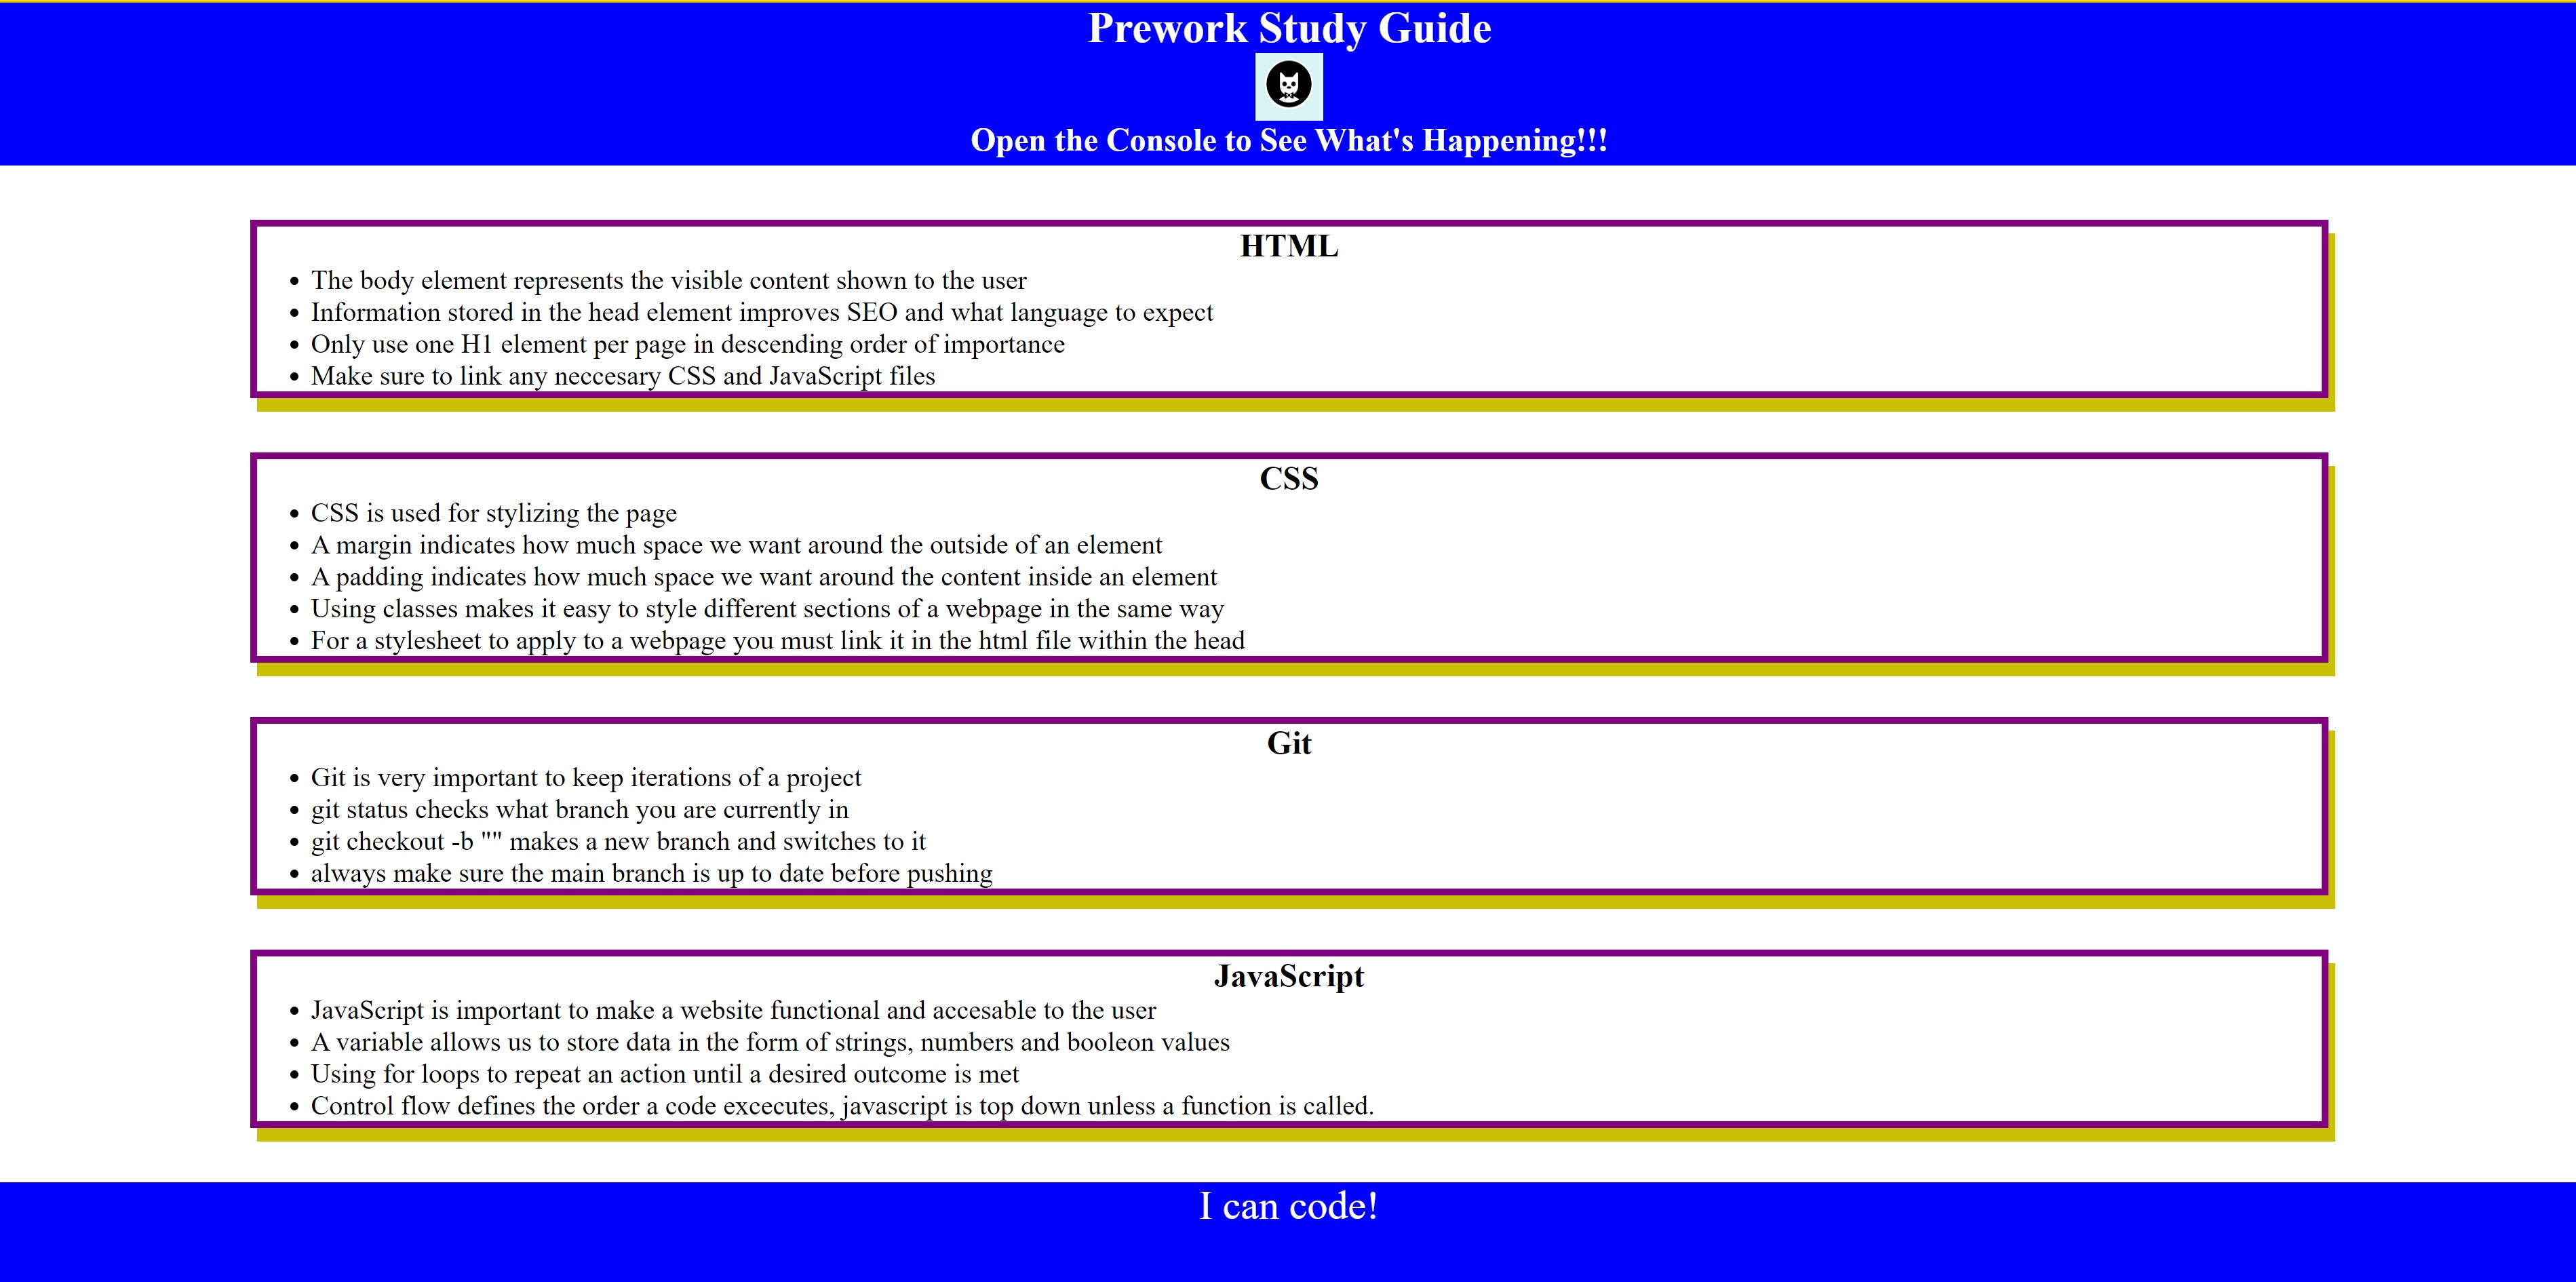 Prework Study Guide
Open the Console to See What's Happening!!!
HTML
The body element represents the visible content shown to the user
Information stored in the head element improves SEO and what language to expect
Only use one H1 element per page in descending order of importance
Make sure to link any neccesary CSS and JavaScript files
CSS
CSS is used for stylizing the page
A margin indicates how much space we want around the outside of an element
A padding indicates how much space we want around the content inside an element
Using classes makes it easy to style different sections of a webpage in the same way
For a stylesheet to apply to a webpage you must link it in the html file within the head
Git
Git is very important to keep iterations of a project
git status checks what branch you are currently in
git checkout -b "" makes a new branch and switches to it
always make sure the main branch is up to date before pushing
JavaScript
JavaScript is important to make a website functional and accesable to the user
A variable allows us to store data in the form of strings, numbers and booleon values
Using for loops to repeat an action until a desired outcome is met
Control flow defines the order a code excecutes, javascript is top down unless a function is called.
I can code!